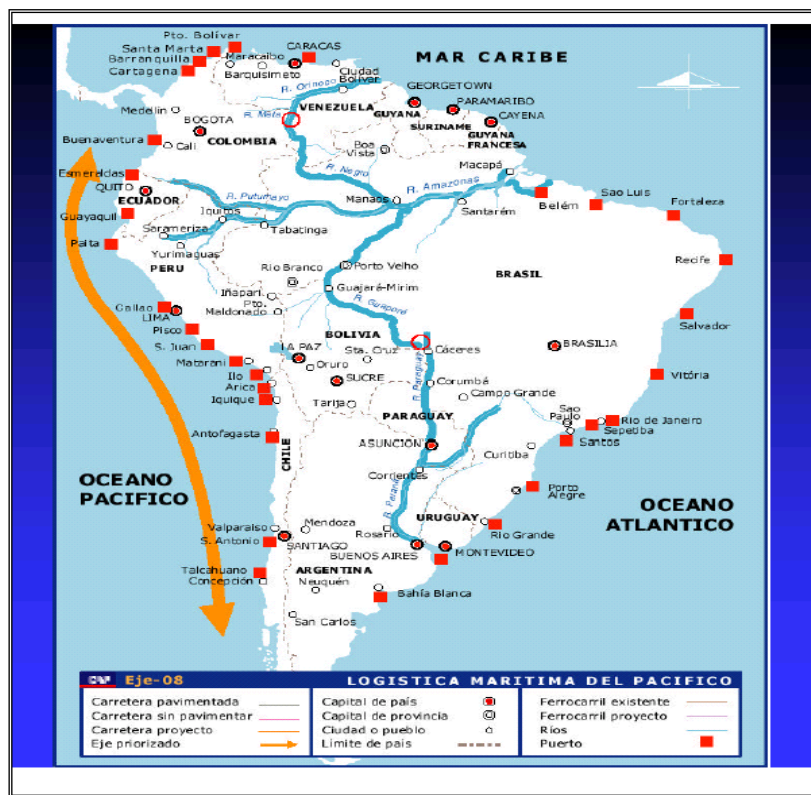 Pto. Bolívar
Santa Marta
Barranquilla
Cartagena
Maracaibo
CARACAS
Barquisimeto
Ciudad
Bolívar
MAR CARIBE
R. Orinoco
GEORGETOWN
PARAMARIBO
CAYENA
VENEZUELA
GUYANA
SURINAME
GUYANA
FRANCESA
Medellín
R. Meta
BOGOTA
COLOMBIA
Buenaventura
Cali
Boa
Vista
Macapá
Esmeraldas
QUITO
ECUADOR
R. Putumayo
R. Negro
R. Amazonas
Manaos
Santarém
Belém
Sao Luis
Fortaleza
Guayaquil
Iquitos
Sarameriza
Tabatinga
Paita
Yurimaguas
PERU
Rio Branco
Porto Velho
BRASIL
Recife
Iñapari
Guajará-Mirim
Pto.
Maldonado
R. Guaporé
Callao
LIMA
Pisco
S. Juan
Salvador
BOLIVIA
LA PAZ
Sta. Cruz
Cáceres
BRASILIA
Matarani
Oruro
Ilo
Arica
SUCRE
R. Paraguay
Corumbá
Vitória
Iquique
Tarija
Campo Grande
PARAGUAY
Sao
Paulo
Rio de Janeiro
Sepetiba
Santos
Antofagasta
CHILE
ASUNCION
Curitiba
OCEANO
PACIFICO
Corrientes
R. Paraná
Porto
Alegre
OCEANO
ATLANTICO
URUGUAY
Rio Grande
Valparaiso
Mendoza
Rosario
S. Antonio
SANTIAGO
BUENOS AIRES
MONTEVIDEO
Talcahuano
Concepción
ARGENTINA
Neuquén
Bahía Blanca
San Carlos
Eje-08
LOGISTICA MARITIMA DEL PACIFICO
Carretera pavimentada
Carretera sin pavimentar
Carretera proyecto
Eje priorizado
Capital de país
Capital de provincia
Ciudad o pueblo
Límite de país
Ferrocarril existente
Ferrocarril proyecto
Ríos
Puerto